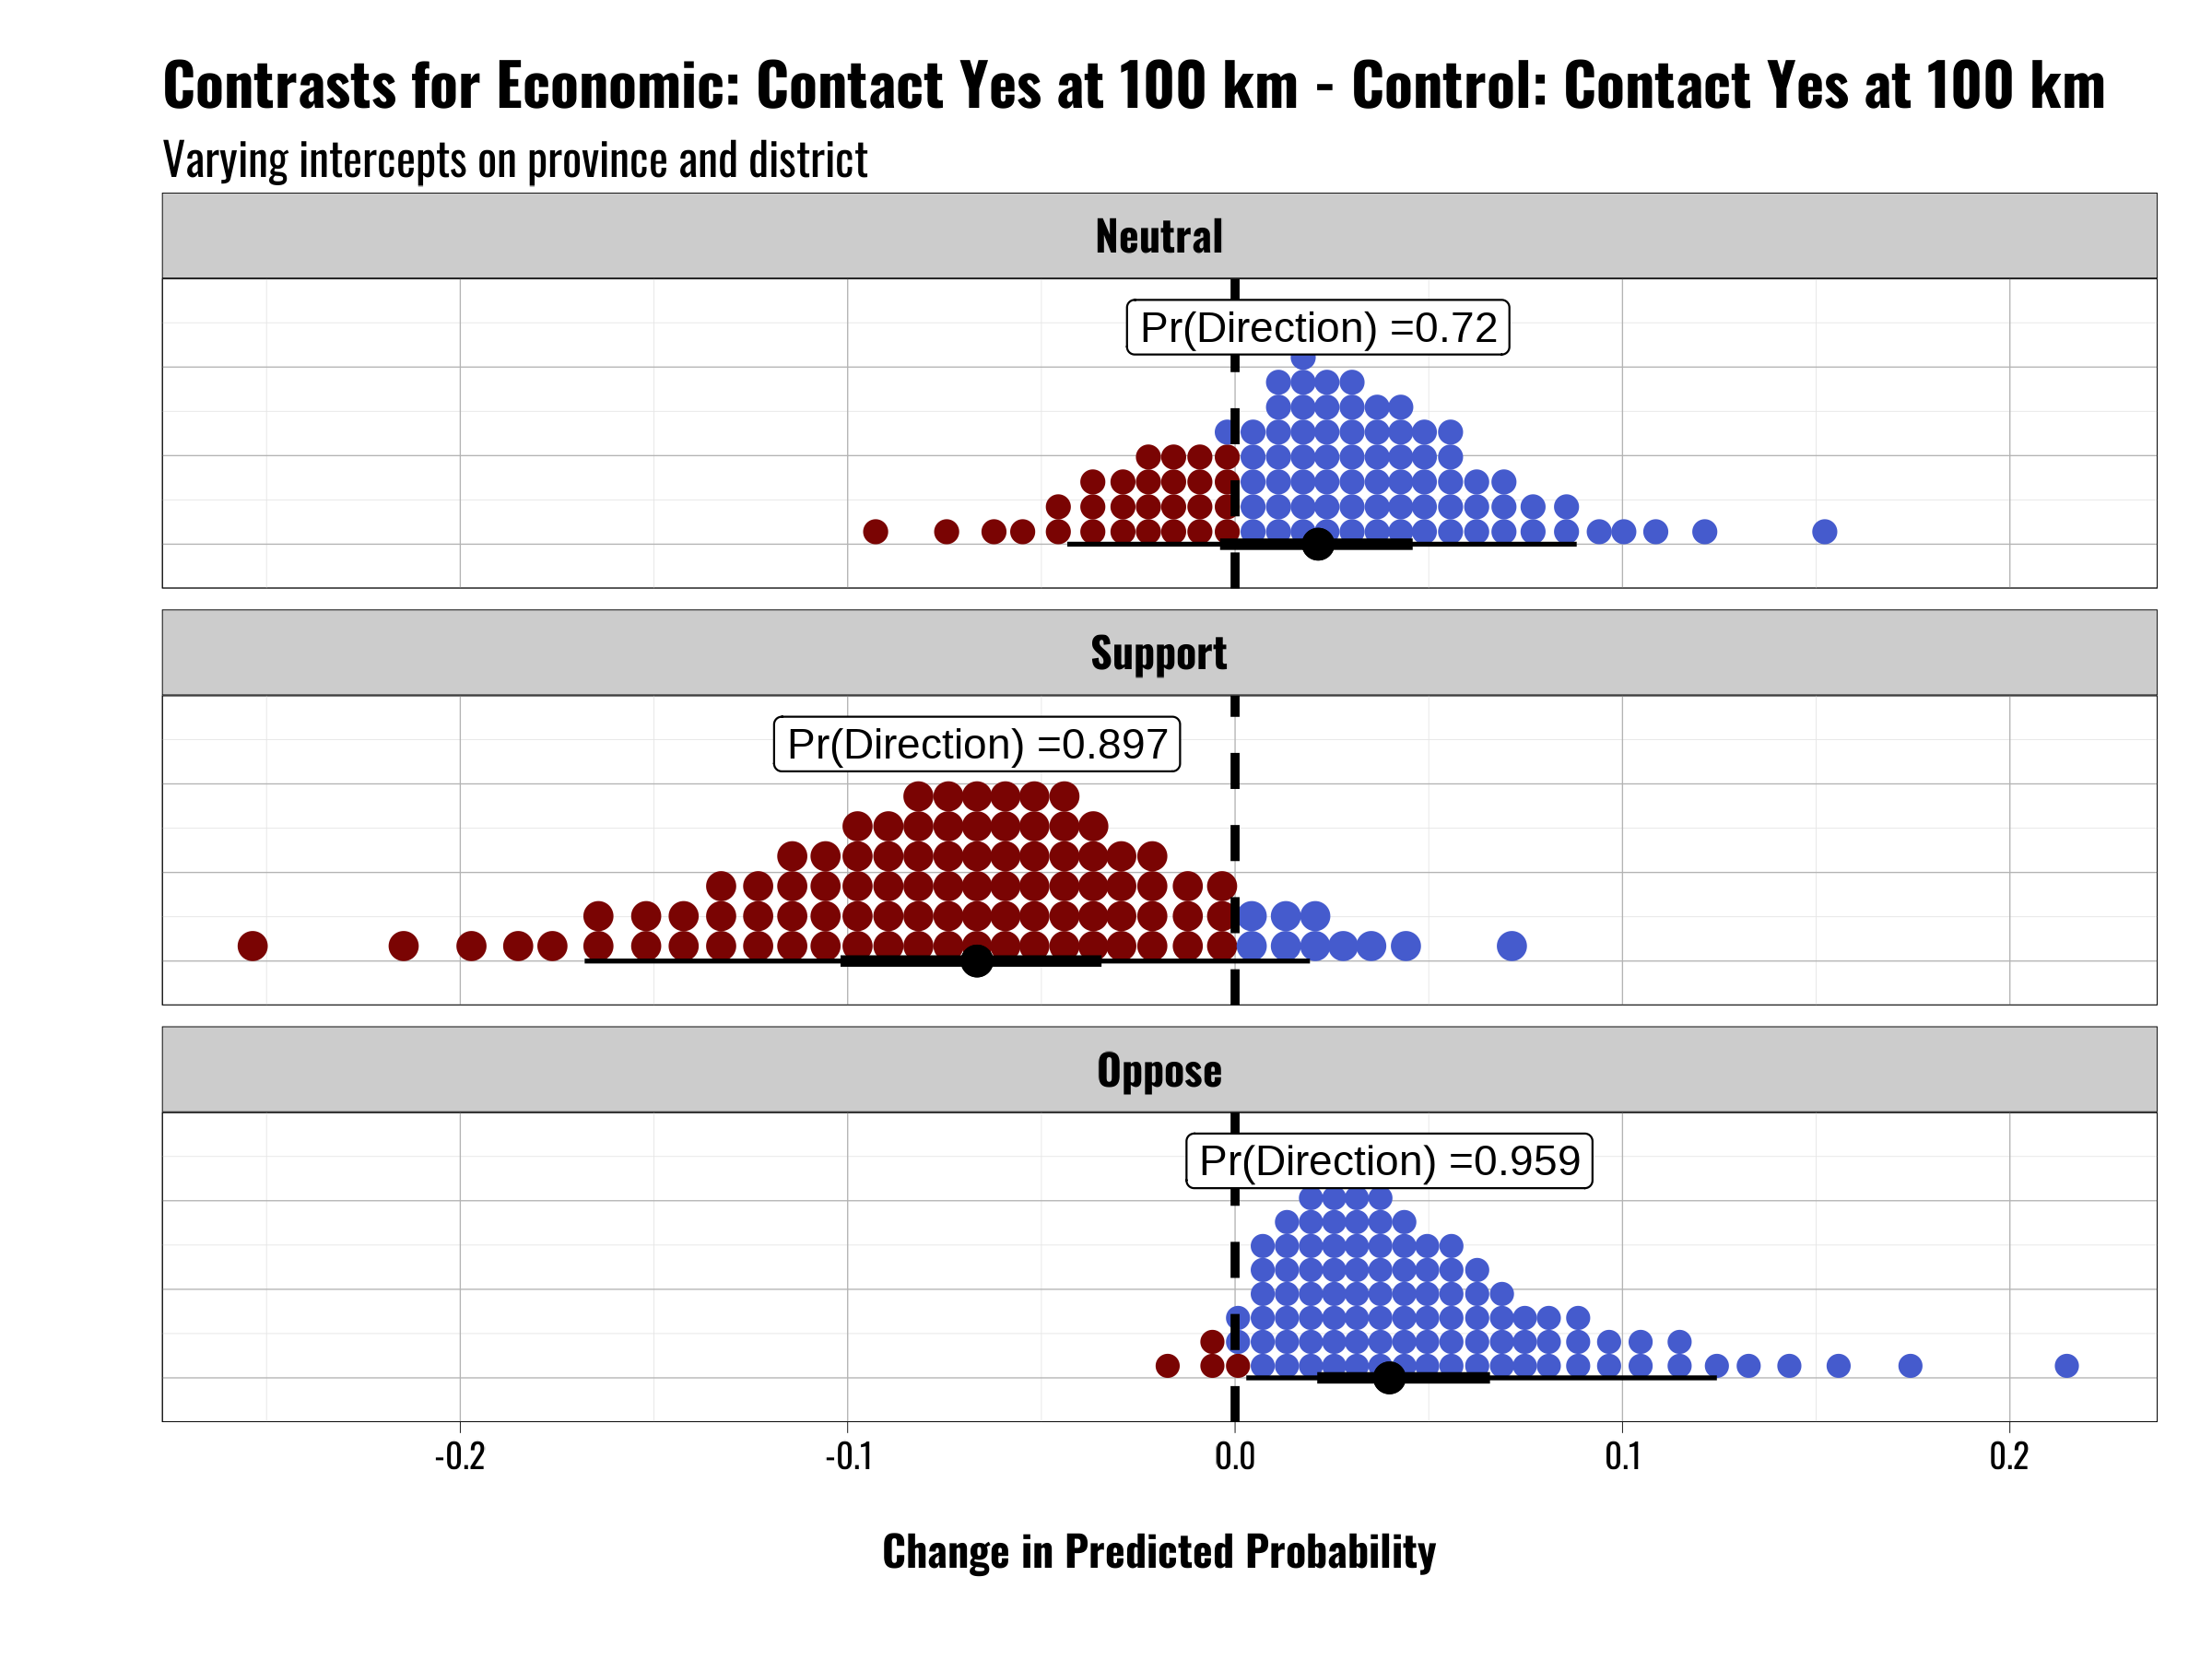 Contrasts for Economic: Contact Yes at 100 km - Control: Contact Yes at 100 km
Varying intercepts on province and district
Neutral
Pr(Direction) =0.72
Support
Pr(Direction) =0.897
Oppose
Pr(Direction) =0.959
-0.2 -0.1 0.0 0.1 0.2
Change in Predicted Probability